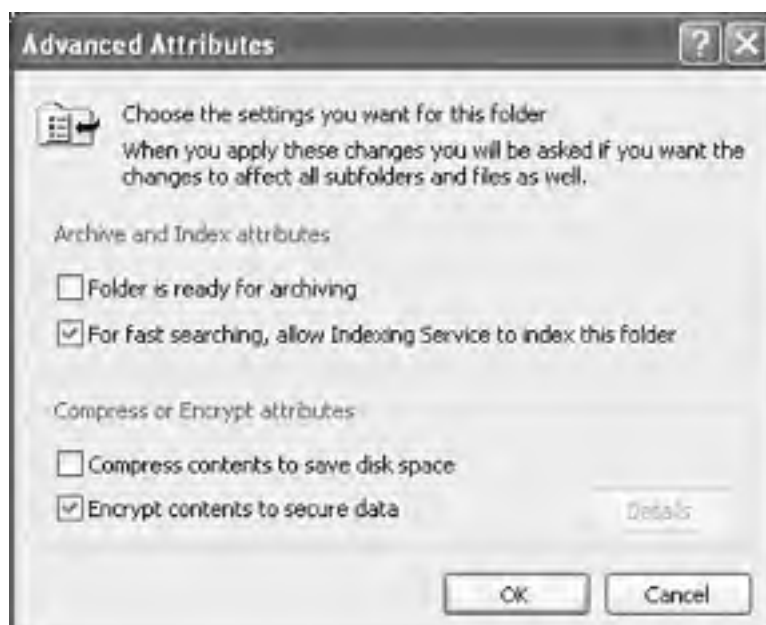 Advanced Attributes
Choose the settings you want for this folder
When you apply these changes you will be asked if you want the
changes to affect all subfolders and files as well.
Archive and Index attributes
Folder is ready for archiving
For fast searching, allow Indexing Service to index this folder
Compress or Encrypt attributes
Compress contents to save disk space
Encrypt contents to secure data
Details
OK
Cancel